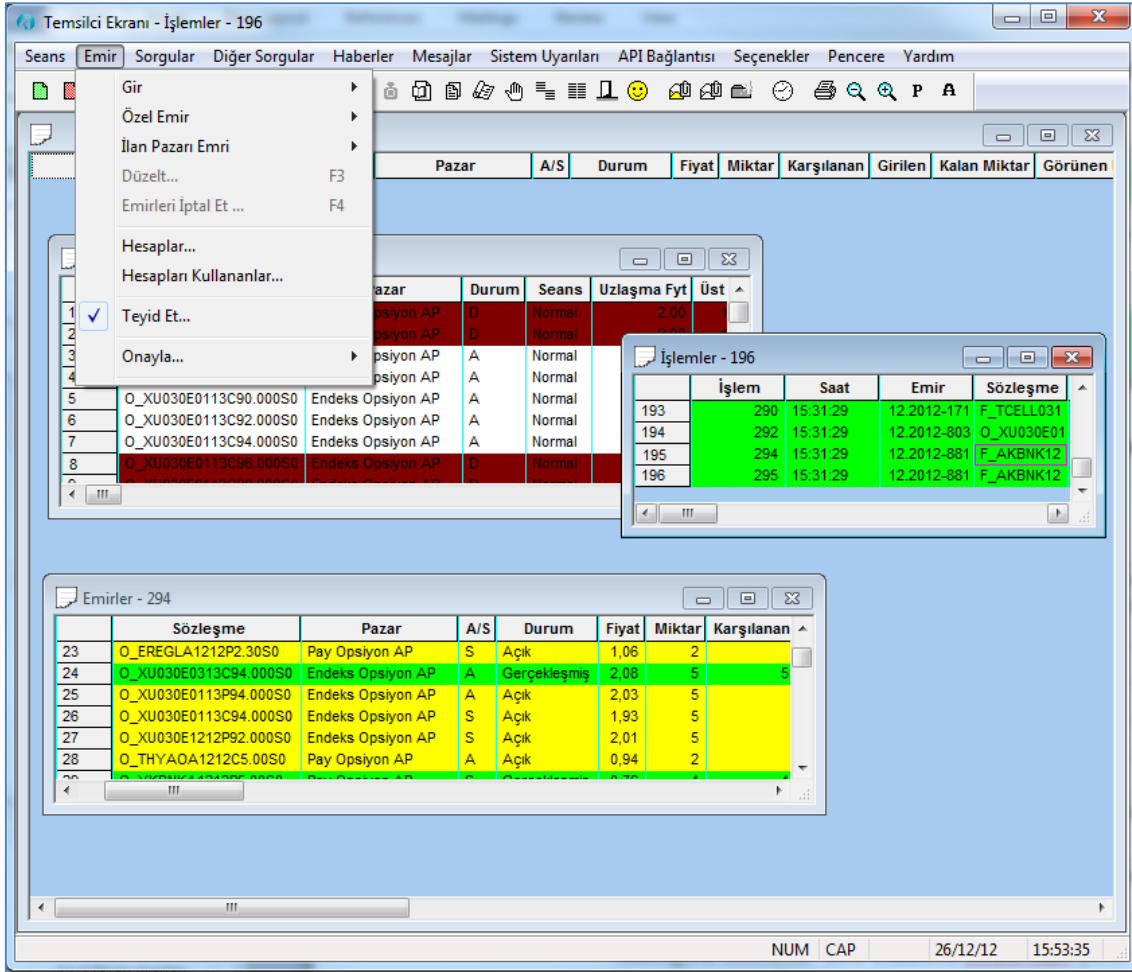 Temsilci Ekranı - İşlemler - 196
Seans Emir Sorgular Diğer Sorgular Haberler Mesajlar Sistem Uyarıları API Bağlantısı Seçenekler Pencere Yardım
P A
Gir
Özel Emir
İlan Pazarı Emri
Düzelt... F3
Emirleri İptal Et ... F4
Hesaplar...
Hesapları Kullananlar...
Teyid Et...
Onayla...
Pazar A/S Durum Fiyat Miktar Karşılanan Girilen Kalan Miktar Görünen
Durum Seans Uzlaşma Fyt Üst
1 Opsiyon AP D Normal 2,00
2 Opsiyon AP D Normal
3 Opsiyon AP A Normal
4 Opsiyon AP A Normal
5 O_XU030E0113C90.000S0 Endeks Opsiyon AP A Normal
6 O_XU030E0113C92.000S0 Endeks Opsiyon AP A Normal
7 O_XU030E0113C94.000S0 Endeks Opsiyon AP A Normal
8 O_XU030E0113C96.000S0 Endeks Opsiyon AP D Normal
İşlemler - 196
İşlem Saat Emir Sözleşme
193 290 15:31:29 12.2012-171 F_TCELL031
194 292 15:31:29 12.2012-803 O_XU030E01
195 294 15:31:29 12.2012-881 F_AKBNK12
196 295 15:31:29 12.2012-881 F_AKBNK12
Emirler - 294
Sözleşme Pazar A/S Durum Fiyat Miktar Karşılanan
23 O_EREGLA1212P2.30S0 Pay Opsiyon AP S Açık 1,06 2
24 O_XU030E0313C94.000S0 Endeks Opsiyon AP A Gerçekleşmiş 2,08 5 5
25 O_XU030E0113P94.000S0 Endeks Opsiyon AP A Açık 2,03 5
26 O_XU030E0113C94.000S0 Endeks Opsiyon AP S Açık 1,93 5
27 O_XU030E1212P92.000S0 Endeks Opsiyon AP S Açık 2,01 5
28 O_THYAOA1212C5.00S0 Pay Opsiyon AP A Açık 0,94 2
NUM CAP 26/12/12 15:53:35